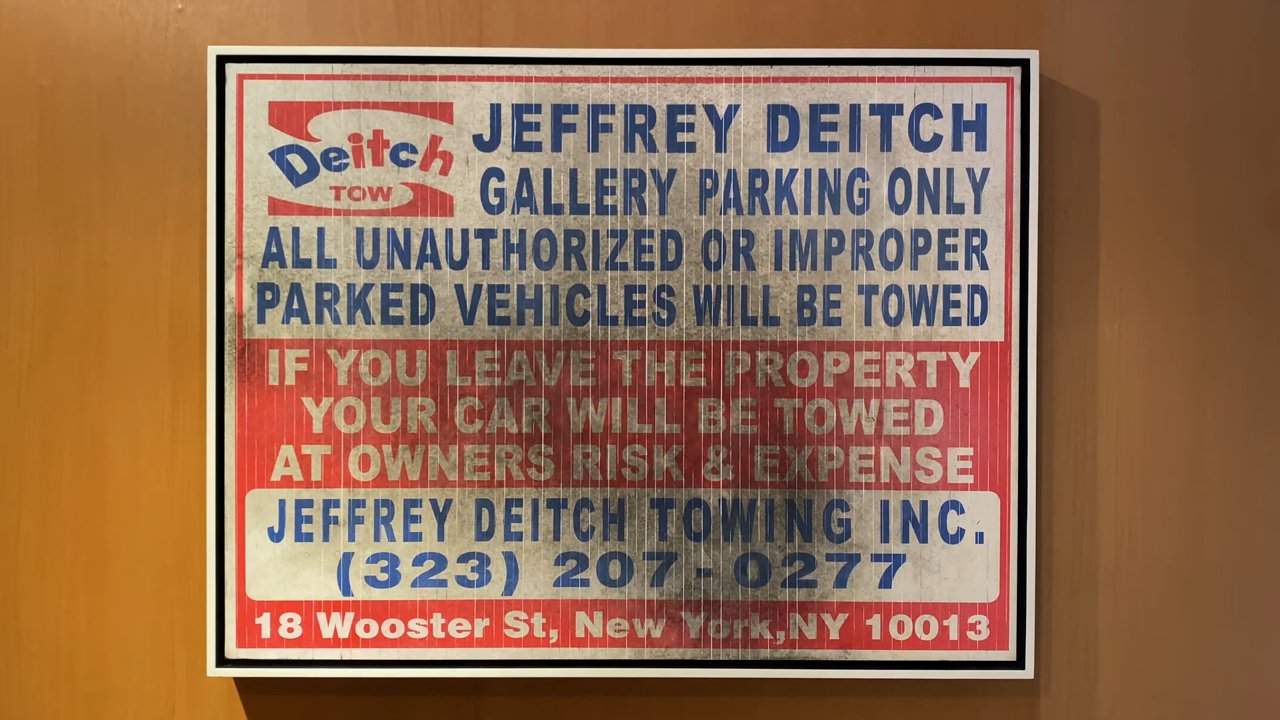 Deitch
TOW
JEFFREY DEITCH
GALLERY PARKING ONLY
ALL UNAUTHORIZED OR IMPROPER
PARKED VEHICLES WILL BE TOWED
IF YOU LEAVE THE PROPERTY
YOUR CAR WILL BE TOWED
AT OWNERS RISK & EXPENSE
JEFFREY DEITCH TOWING INC.
(323) 207-0277
18 Wooster St, New York,NY 10013